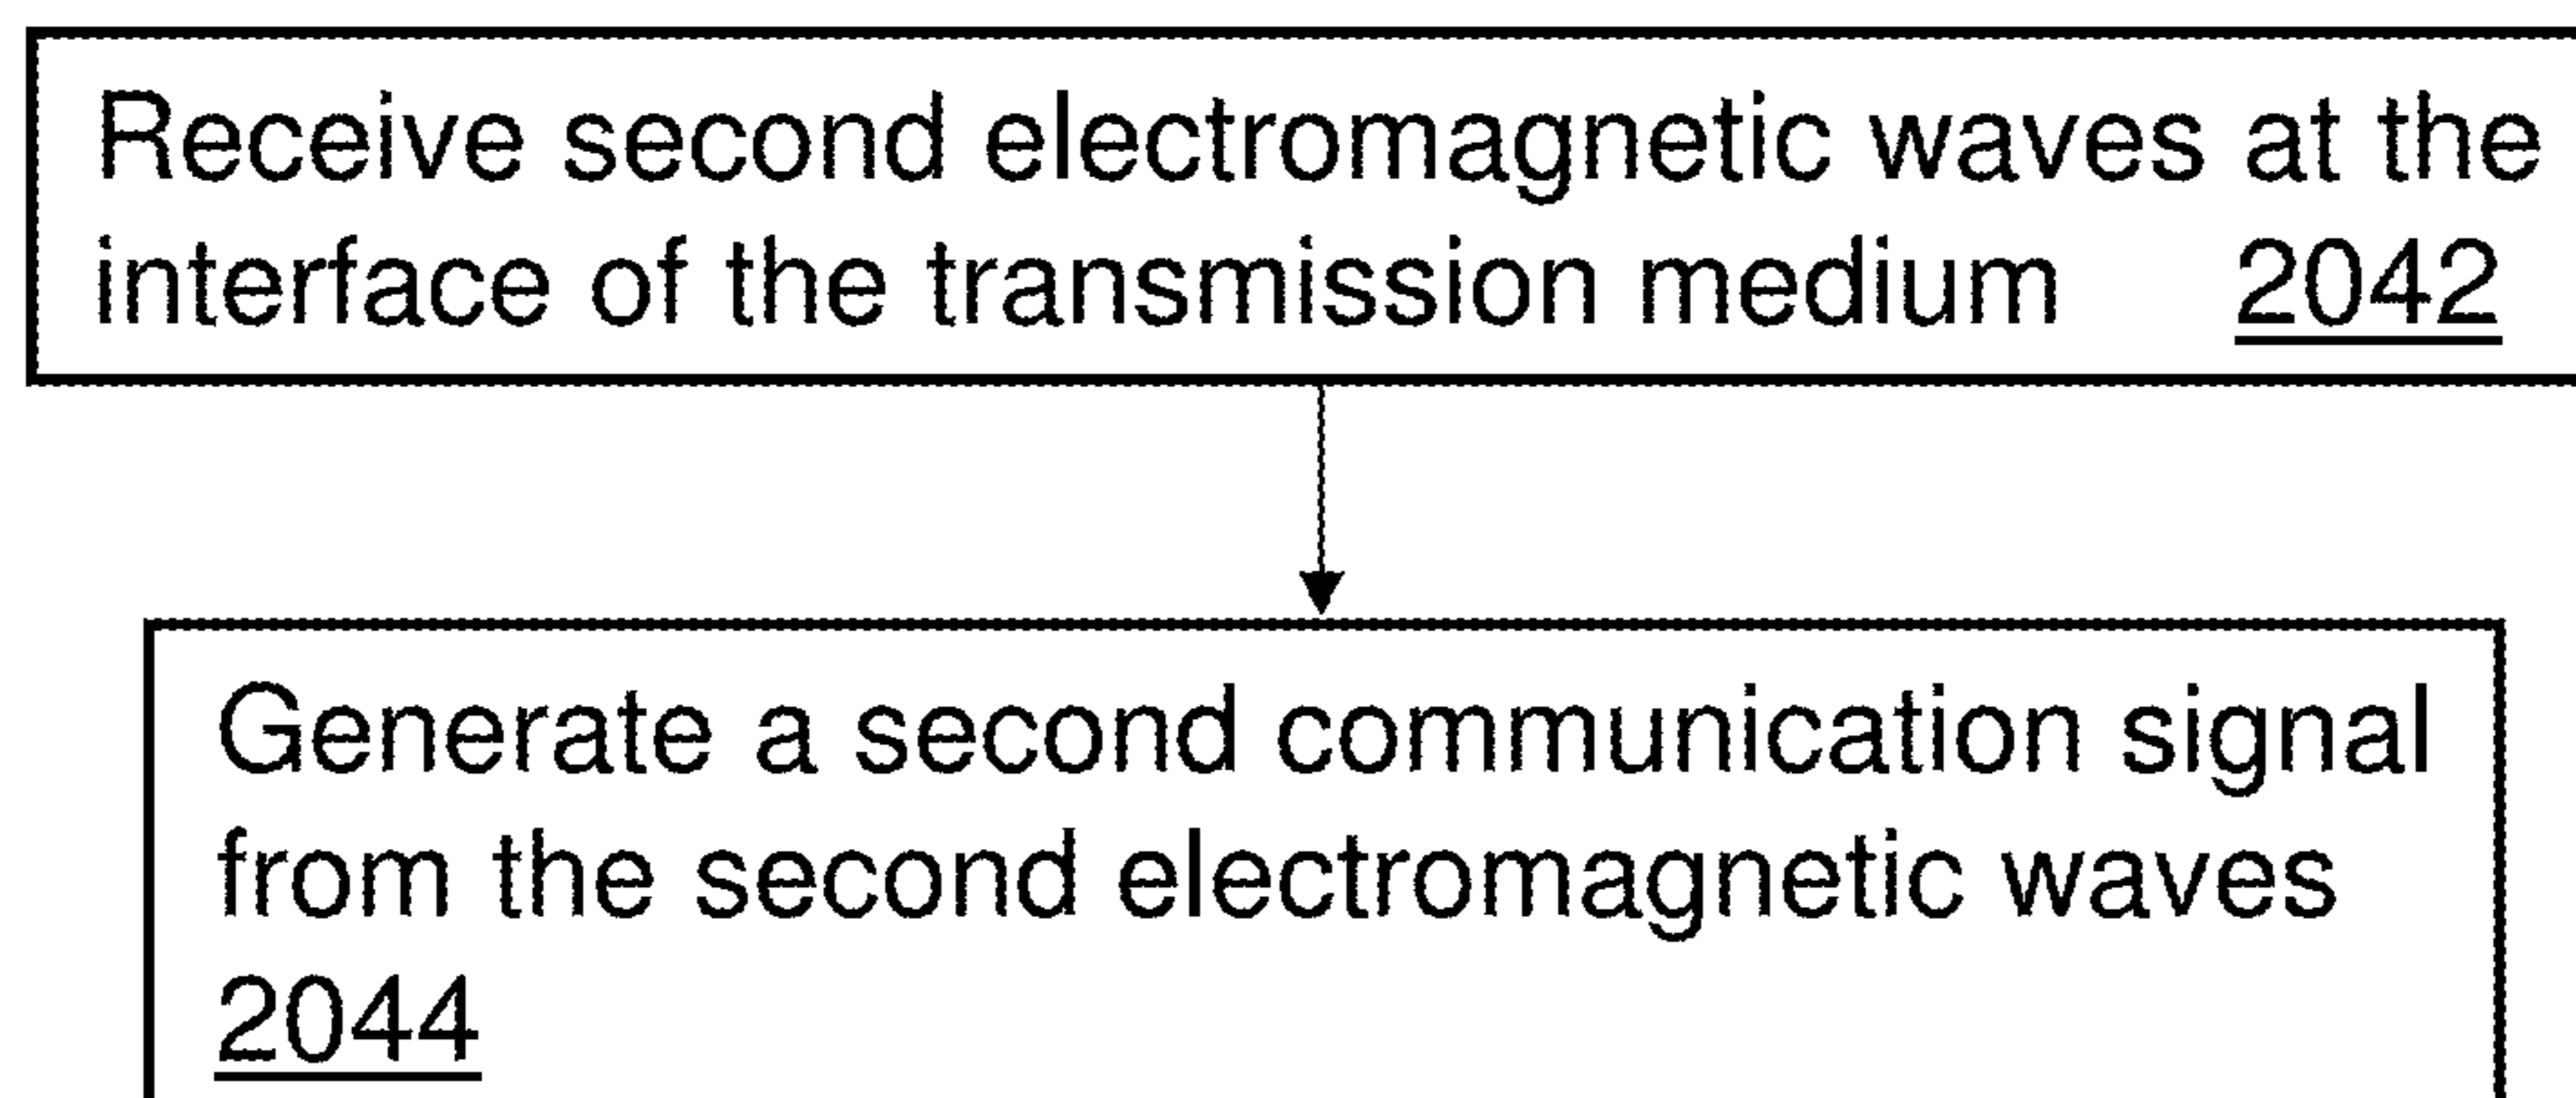 Receive second electromagnetic waves at the
interface of the transmission medium 2042
Generate a second communication signal
from the second electromagnetic waves
2044